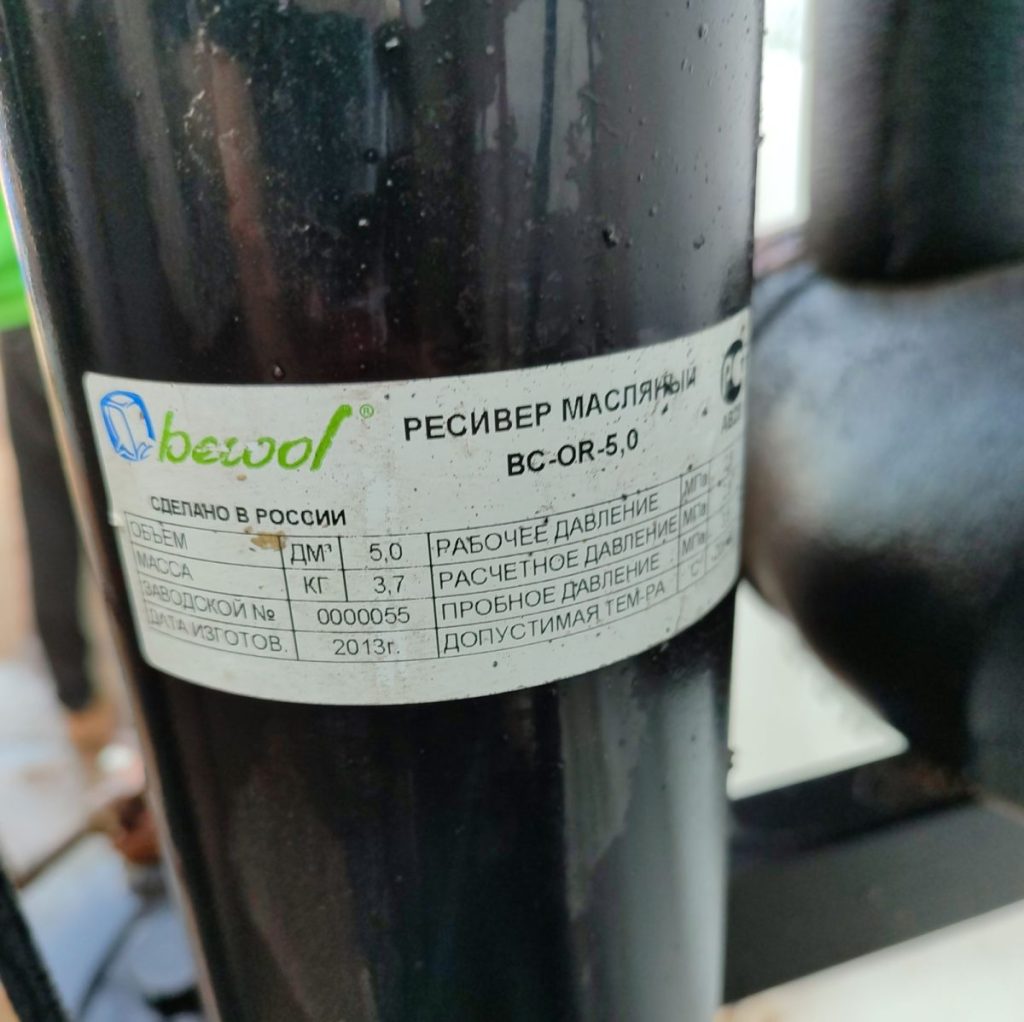 bewool®
РЕСИВЕР МАСЛЯНЫЙ
BC-OR-5,0
СДЕЛАНО В РОССИИ
ОБЪЕМ ДМ³ 5,0 РАБОЧЕЕ ДАВЛЕНИЕ МПа
МАССА КГ 3,7 РАСЧЕТНОЕ ДАВЛЕНИЕ МПа
ЗАВОДСКОЙ № 0000055 ПРОБНОЕ ДАВЛЕНИЕ МПа
ДАТА ИЗГОТОВ. 2013г. ДОПУСТИМАЯ ТЕМ-РА С°